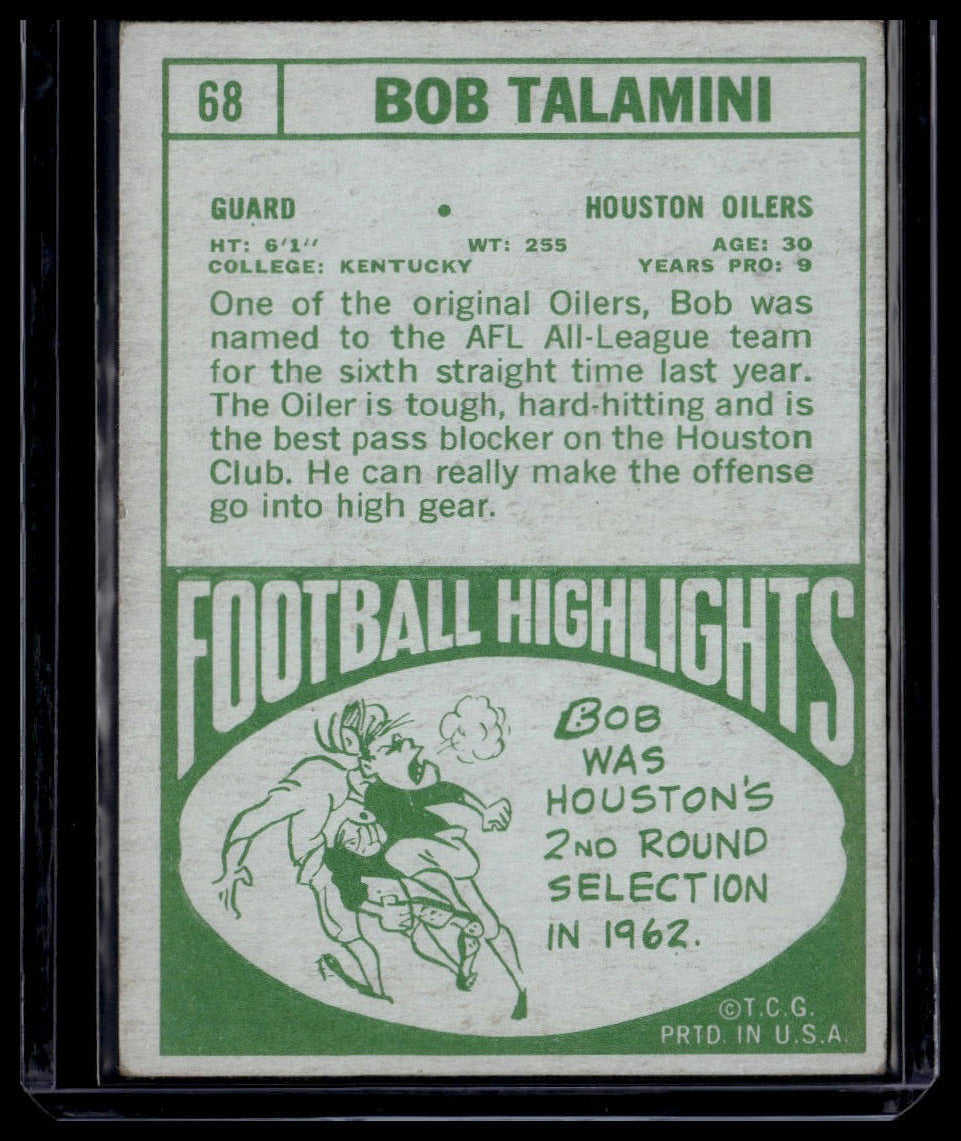 68 BOB TALAMINI
GUARD • HOUSTON OILERS
HT: 6'1" WT: 255 AGE: 30
COLLEGE: KENTUCKY YEARS PRO: 9
One of the original Oilers, Bob was
named to the AFL All-League team
for the sixth straight time last year.
The Oiler is tough, hard-hitting and is
the best pass blocker on the Houston
Club. He can really make the offense
go into high gear.
FOOTBALL HIGHLIGHTS
BOB
WAS
HOUSTON'S
2ND ROUND
SELECTION
IN 1962.
©T.C.G.
PRTD. IN U.S.A.